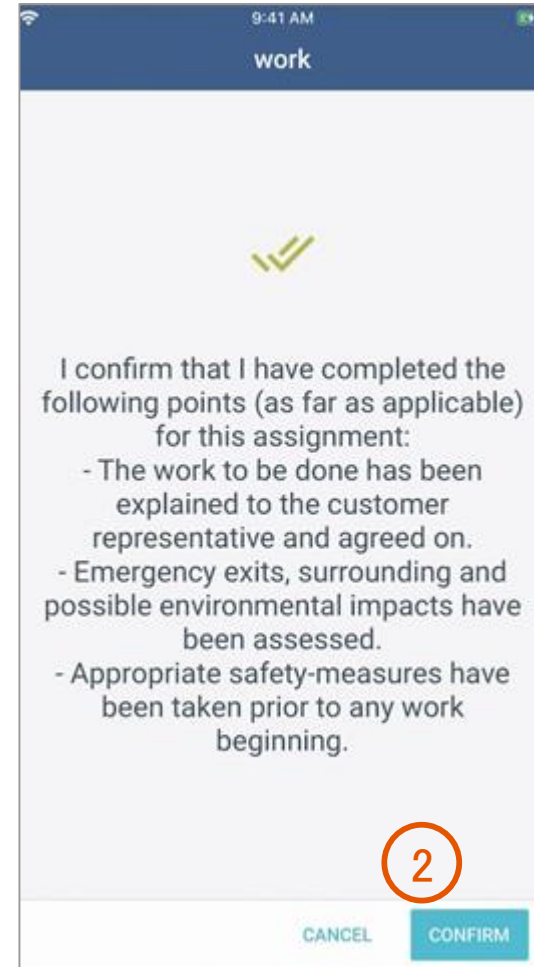 9:41 AM
work
I confirm that I have completed the
following points (as far as applicable)
for this assignment:
- The work to be done has been
explained to the customer
representative and agreed on.
- Emergency exits, surrounding and
possible environmental impacts have
been assessed.
- Appropriate safety-measures have
been taken prior to any work
beginning.
2
CANCEL CONFIRM